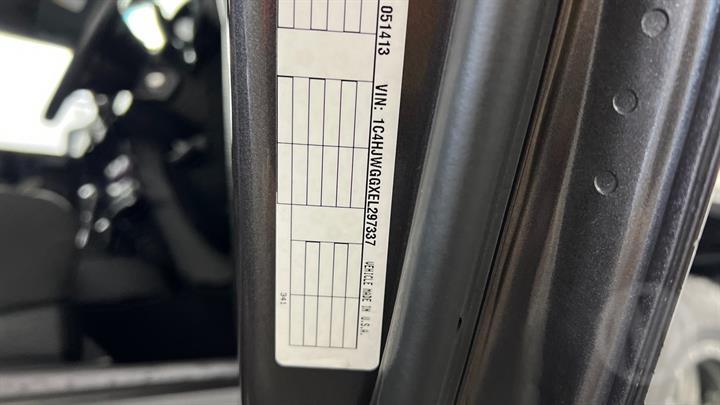 051413 VIN: 1C4HJWGGXEL297337
VEHICLE MADE IN U.S.A.
341